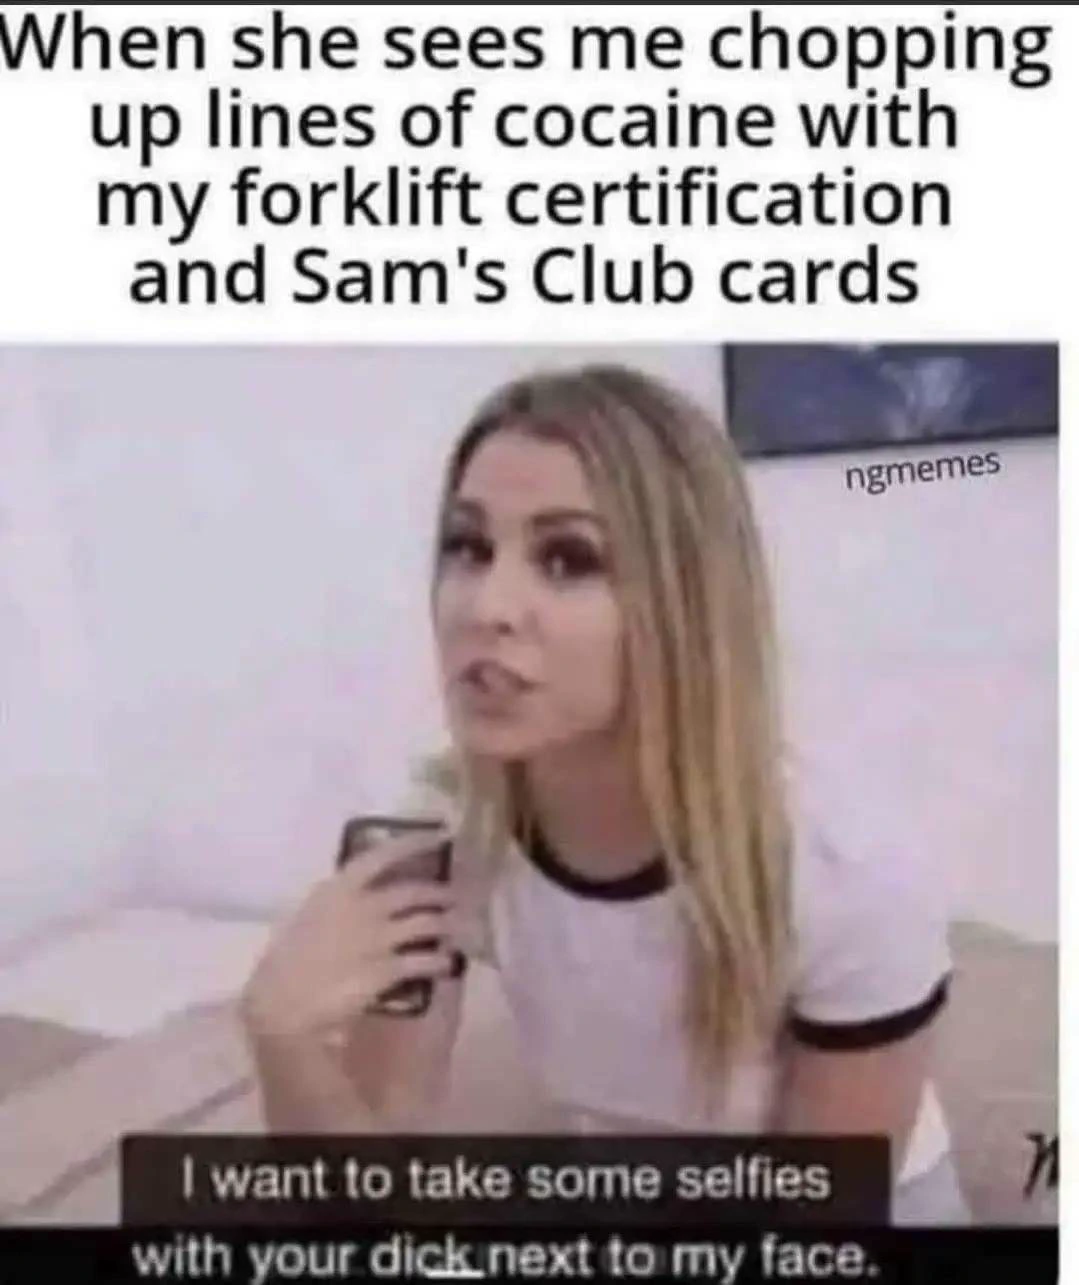 When she sees me chopping
up lines of cocaine with
my forklift certification
and Sam's Club cards
ngmemes
I want to take some selfies
with your dick next to my face.